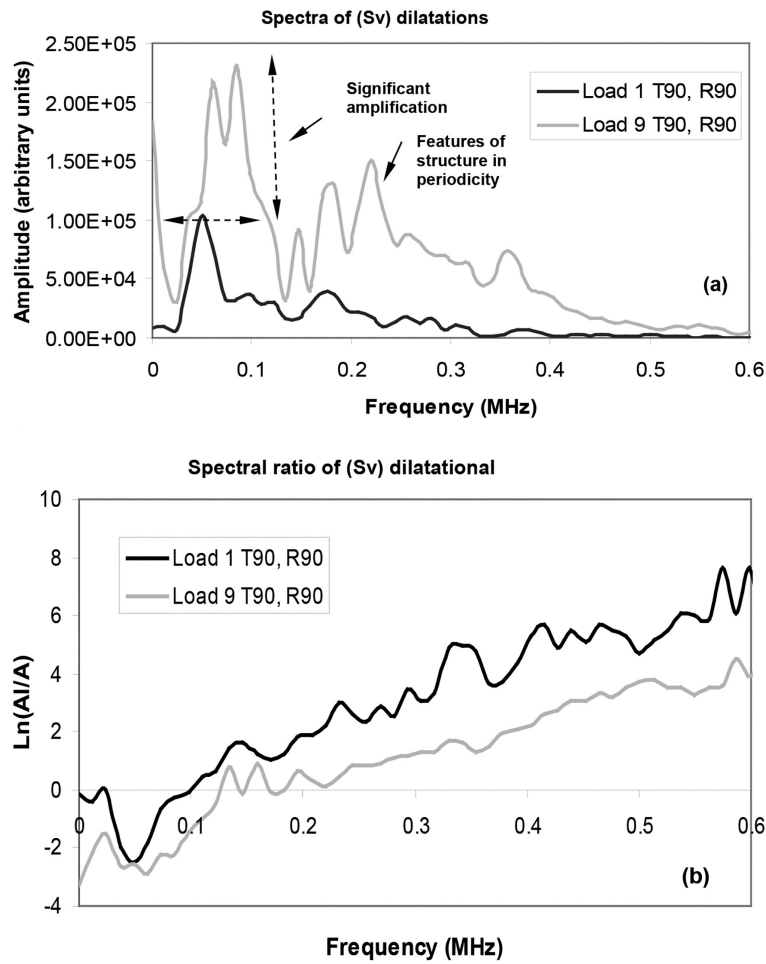 Spectra of (Sv) dilatations
2.50E+05
2.00E+05
1.50E+05
1.00E+05
5.00E+04
0.00E+00
Amplitude (arbitrary units)
Significant
amplification
Features of
structure in
periodicity
Load 1 T90, R90
Load 9 T90, R90
(a)
0 0.1 0.2 0.3 0.4 0.5 0.6
Frequency (MHz)
Spectral ratio of (Sv) dilatational
10
8
6
4
2
0
-2
-4
Ln(Al/A)
Load 1 T90, R90
Load 9 T90, R90
0 0.1 0.2 0.3 0.4 0.5 0.6
(b)
Frequency (MHz)